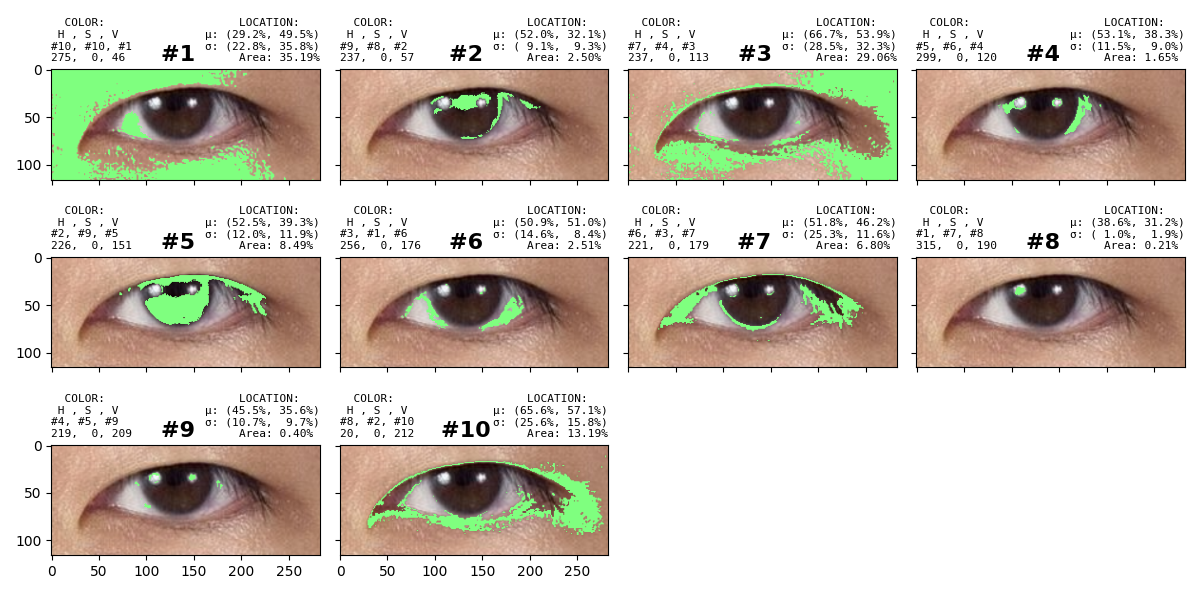 COLOR: LOCATION:
H , S , V μ: (29.2%, 49.5%)
#10, #10, #1 #1 σ: (22.8%, 35.8%)
275, 0, 46 Area: 35.19%
COLOR: LOCATION:
H , S , V μ: (52.0%, 32.1%)
#9, #8, #2 #2 σ: ( 9.1%, 9.3%)
237, 0, 57 Area: 2.50%
COLOR: LOCATION:
H , S , V μ: (66.7%, 53.9%)
#7, #4, #3 #3 σ: (28.5%, 32.3%)
237, 0, 113 Area: 29.06%
COLOR: LOCATION:
H , S , V μ: (53.1%, 38.3%)
#5, #6, #4 #4 σ: (11.5%, 9.0%)
299, 0, 120 Area: 1.65%
0
50
100
COLOR: LOCATION:
H , S , V μ: (52.5%, 39.3%)
#2, #9, #5 #5 σ: (12.0%, 11.9%)
226, 0, 151 Area: 8.49%
COLOR: LOCATION:
H , S , V μ: (50.9%, 51.0%)
#3, #1, #6 #6 σ: (14.6%, 8.4%)
256, 0, 176 Area: 2.51%
COLOR: LOCATION:
H , S , V μ: (51.8%, 46.2%)
#6, #3, #7 #7 σ: (25.3%, 11.6%)
221, 0, 179 Area: 6.80%
COLOR: LOCATION:
H , S , V μ: (38.6%, 31.2%)
#1, #7, #8 #8 σ: ( 1.0%, 1.9%)
315, 0, 190 Area: 0.21%
0
50
100
COLOR: LOCATION:
H , S , V μ: (45.5%, 35.6%)
#4, #5, #9 #9 σ: (10.7%, 9.7%)
219, 0, 209 Area: 0.40%
COLOR: LOCATION:
H , S , V μ: (65.6%, 57.1%)
#8, #2, #10 #10 σ: (25.6%, 15.8%)
20, 0, 212 Area: 13.19%
0
50
100
0 50 100 150 200 250
0 50 100 150 200 250